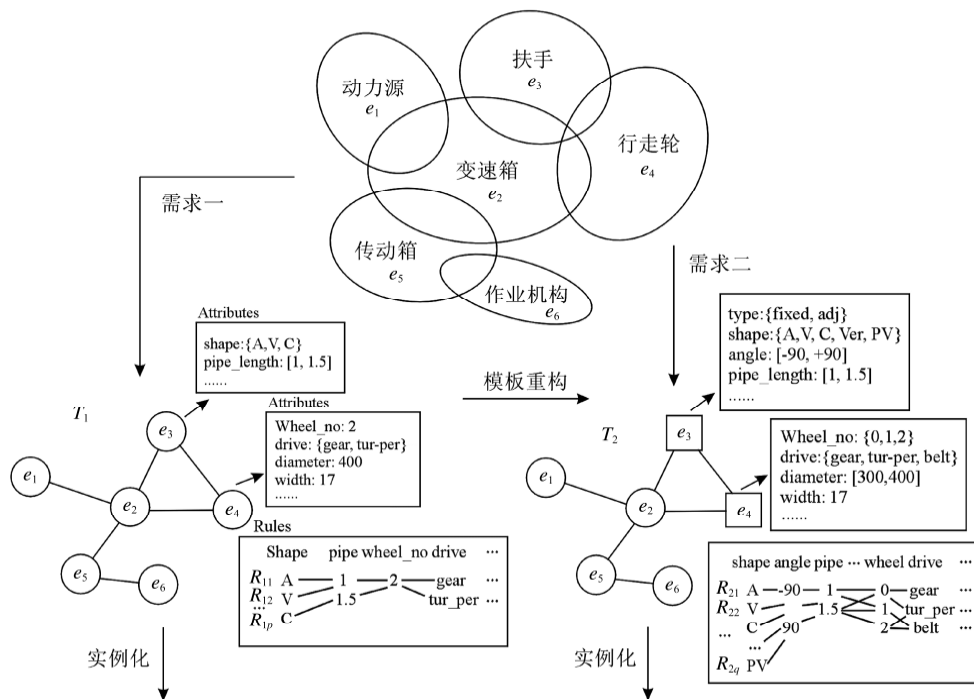 动力源
e1
扶手
e3
行走轮
e4
变速箱
e2
传动箱
e5
作业机构
e6
需求一
需求二
Attributes
shape:{A,V, C}
pipe_length: [1, 1.5]
......
type:{fixed, adj}
shape:{A,V, C, Ver, PV}
angle: [-90, +90]
pipe_length: [1, 1.5]
......
模板重构
T1
Attributes
Wheel_no: 2
drive: {gear, tur-per}
diameter: 400
width: 17
......
e3
e1
e2
e4
e5
e6
T2
Wheel_no: {0,1,2}
drive:{gear, tur-per, belt}
diameter: [300,400]
width: 17
......
e3
e1
e2
e4
e5
e6
Rules
Shape pipe wheel_no drive ...
R11 A 1 2 gear ...
R12 V 1.5 tur_per ...
...
R1p C
shape angle pipe ... wheel drive ...
R21 A -90 1 0 gear ...
R22 V 1.5 1 tur_per ...
... C 90 2 belt ...
...
R2q PV
实例化
实例化